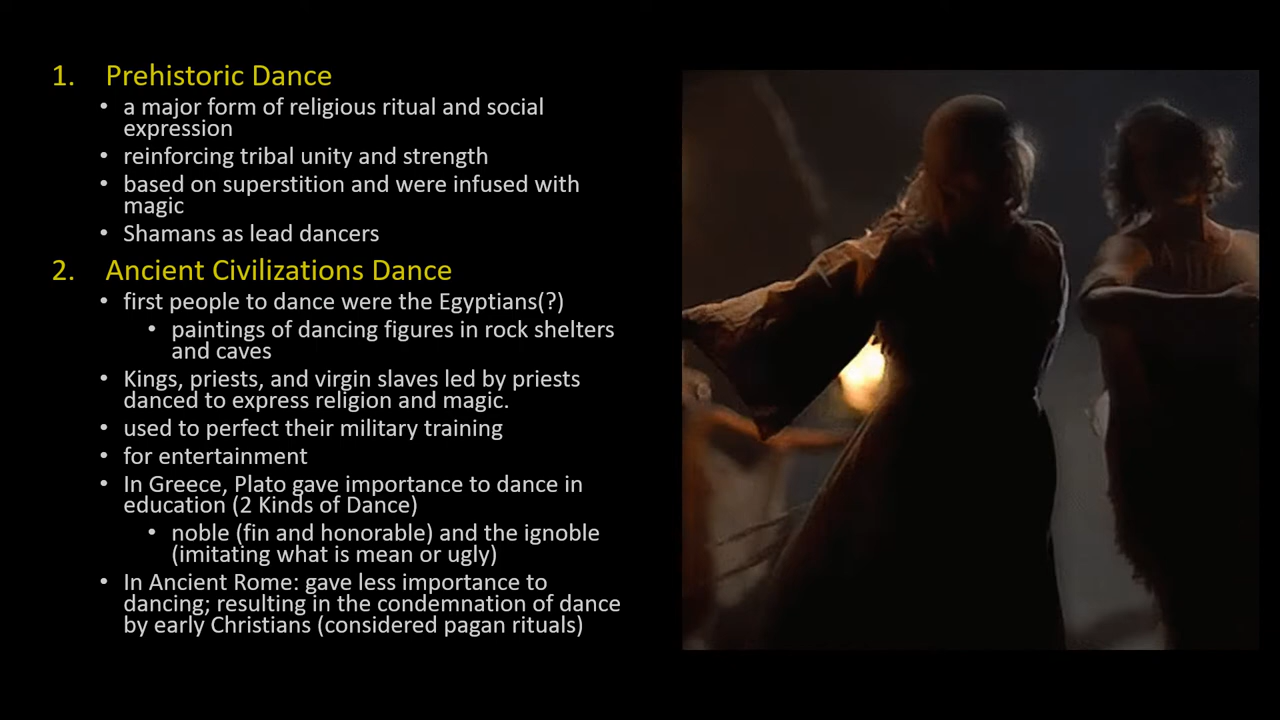 1. Prehistoric Dance
• a major form of religious ritual and social
expression
• reinforcing tribal unity and strength
• based on superstition and were infused with
magic
• Shamans as lead dancers
2. Ancient Civilizations Dance
• first people to dance were the Egyptians(?)
• paintings of dancing figures in rock shelters
and caves
• Kings, priests, and virgin slaves led by priests
danced to express religion and magic.
• used to perfect their military training
• for entertainment
• In Greece, Plato gave importance to dance in
education (2 Kinds of Dance)
• noble (fin and honorable) and the ignoble
(imitating what is mean or ugly)
• In Ancient Rome: gave less importance to
dancing; resulting in the condemnation of dance
by early Christians (considered pagan rituals)